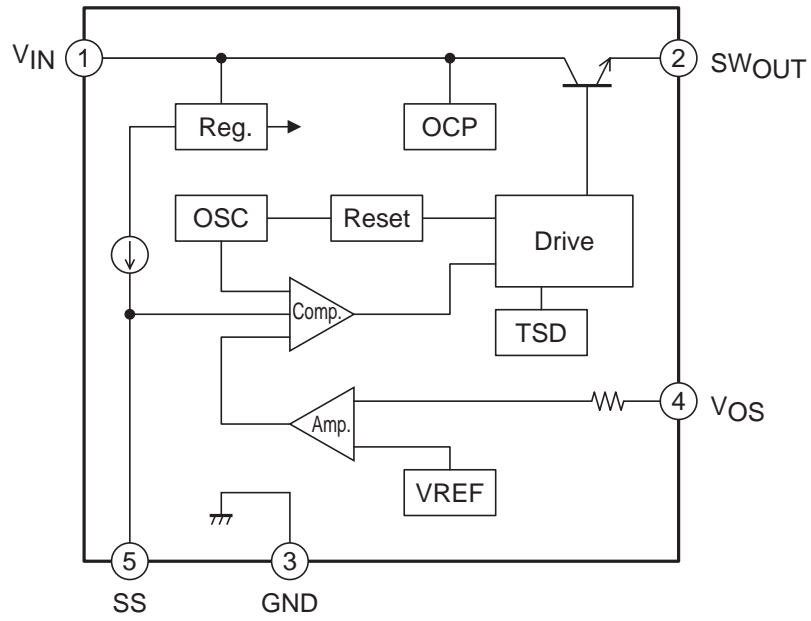 VIN
1
2
SWOUT
Reg.
OCP
OSC
Reset
Drive
Comp.
TSD
Amp.
4
VOS
VREF
5
3
SS
GND